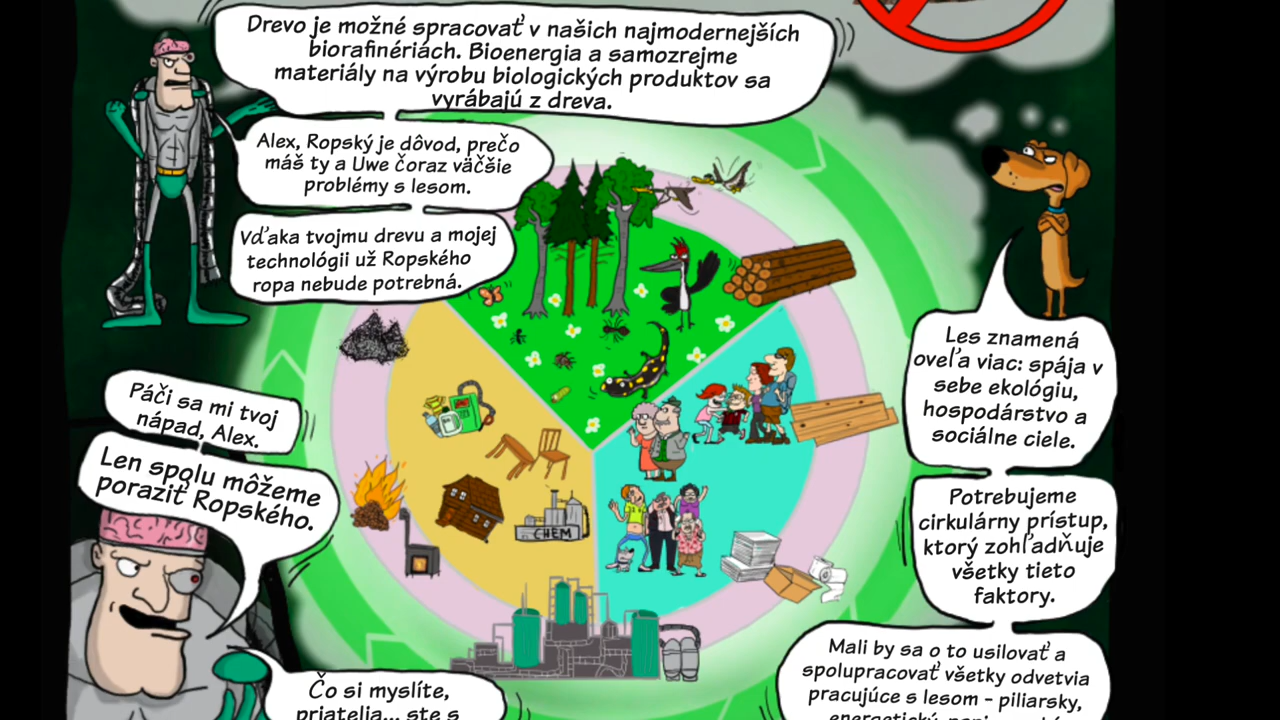 Drevo je možné spracovať v našich najmodernejších
biorafinériách. Bioenergia a samozrejme
materiály na výrobu biologických produktov sa
vyrábajú z dreva.
Alex, Ropský je dôvod, prečo
máš ty a Uwe čoraz väčšie
problémy s lesom.
Vďaka tvojmu drevu a mojej
technológii už Ropského
ropa nebude potrebná.
Les znamená
oveľa viac: spája v
sebe ekológiu,
hospodárstvo a
sociálne ciele.
Páči sa mi tvoj
nápad, Alex.
Len spolu môžeme
poraziť Ropského.
Potrebujeme
cirkulárny prístup,
ktorý zohľadňuje
všetky tieto
faktory.
CHEM
Mali by sa o to usilovať a
spolupracovať všetky odvetvia
pracujúce s lesom - piliarsky,
Čo si myslíte,
priatelia... ste s